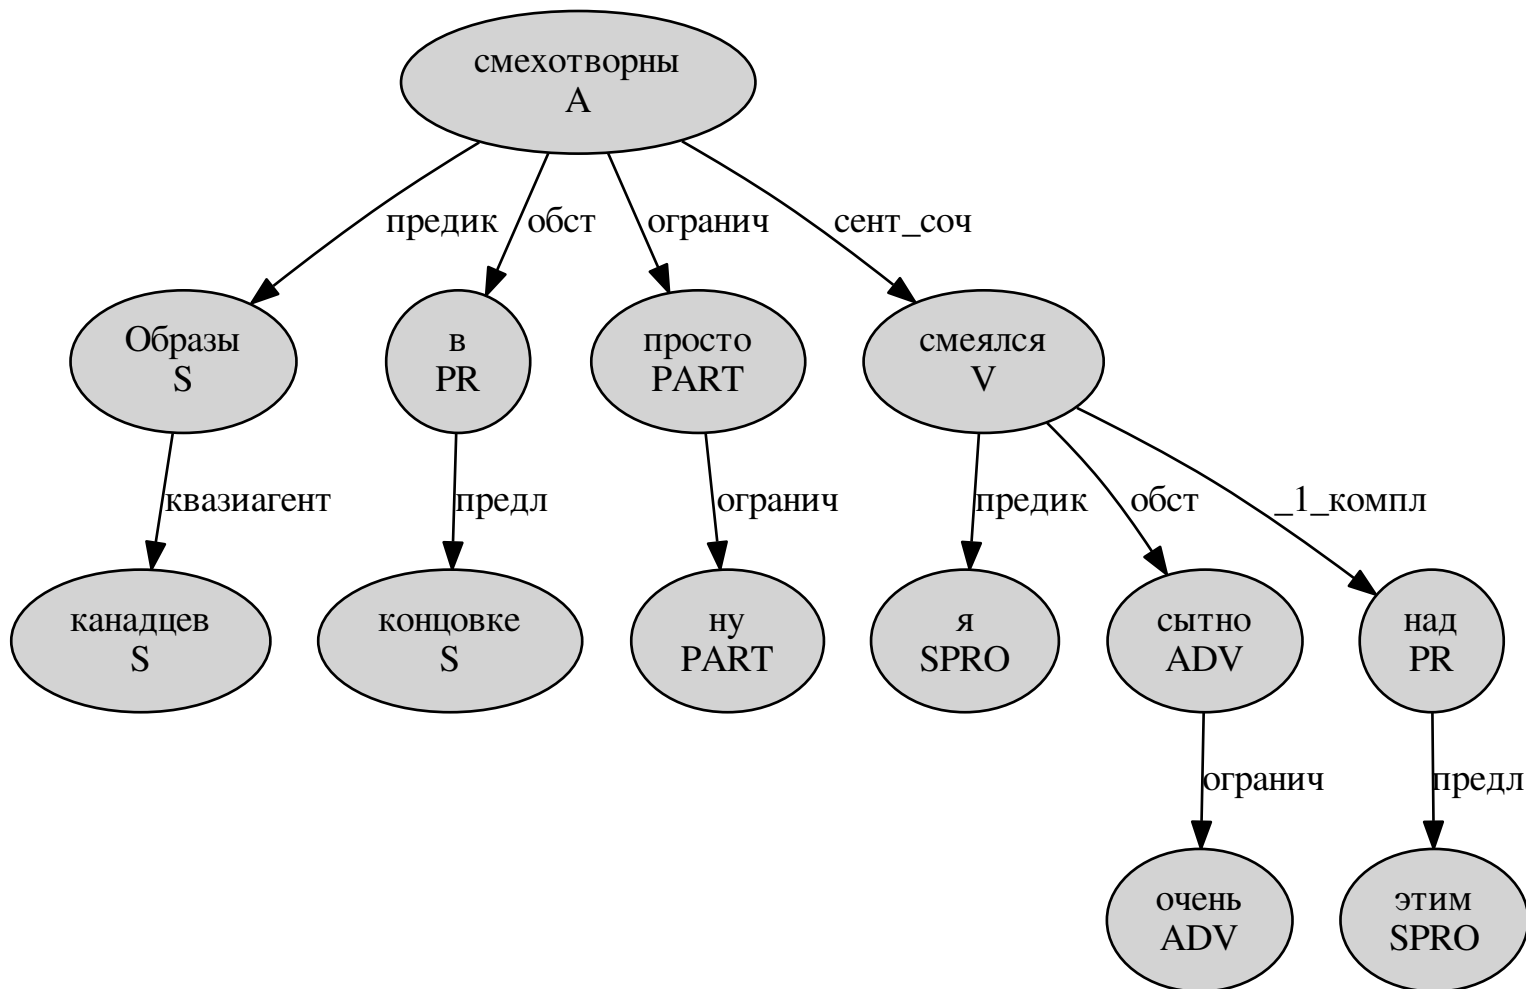 смехотворны
A
предик
обст
огранич
сент_соч
Образы
S
в
PR
просто
PART
смеялся
V
квазиагент
предл
огранич
предик
обст
_1_компл
канадцев
S
концовке
S
ну
PART
я
SPRO
сытно
ADV
над
PR
огранич
предл
очень
ADV
этим
SPRO